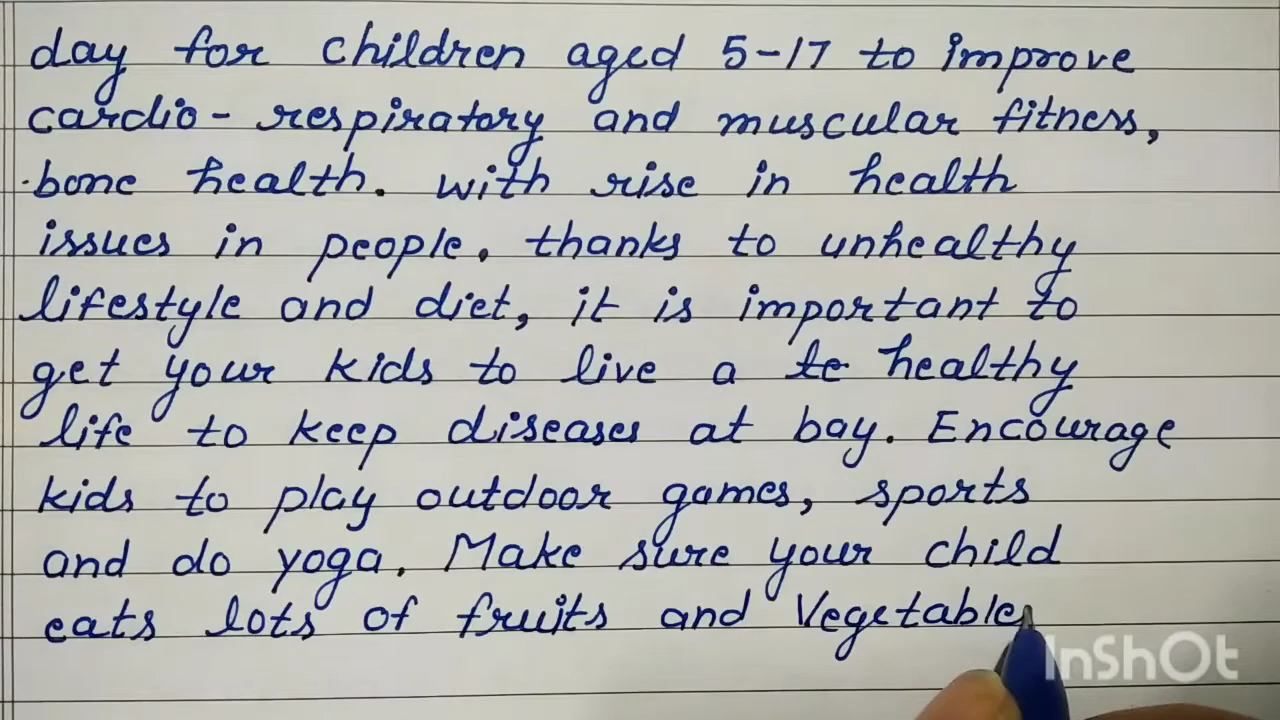 day for children aged 5-17 to improve
cardio-respiratory and muscular fitness,
bone health. with rise in health
issues in people. thanks to unhealthy
lifestyle and diet, it is important to
get your kids to live a te healthy
life to keep diseases at bay. Encourage
kids to play outdoor games, sports
and do yoga. Make sure your child
eats lots of fruits and Vegetables
InShOt